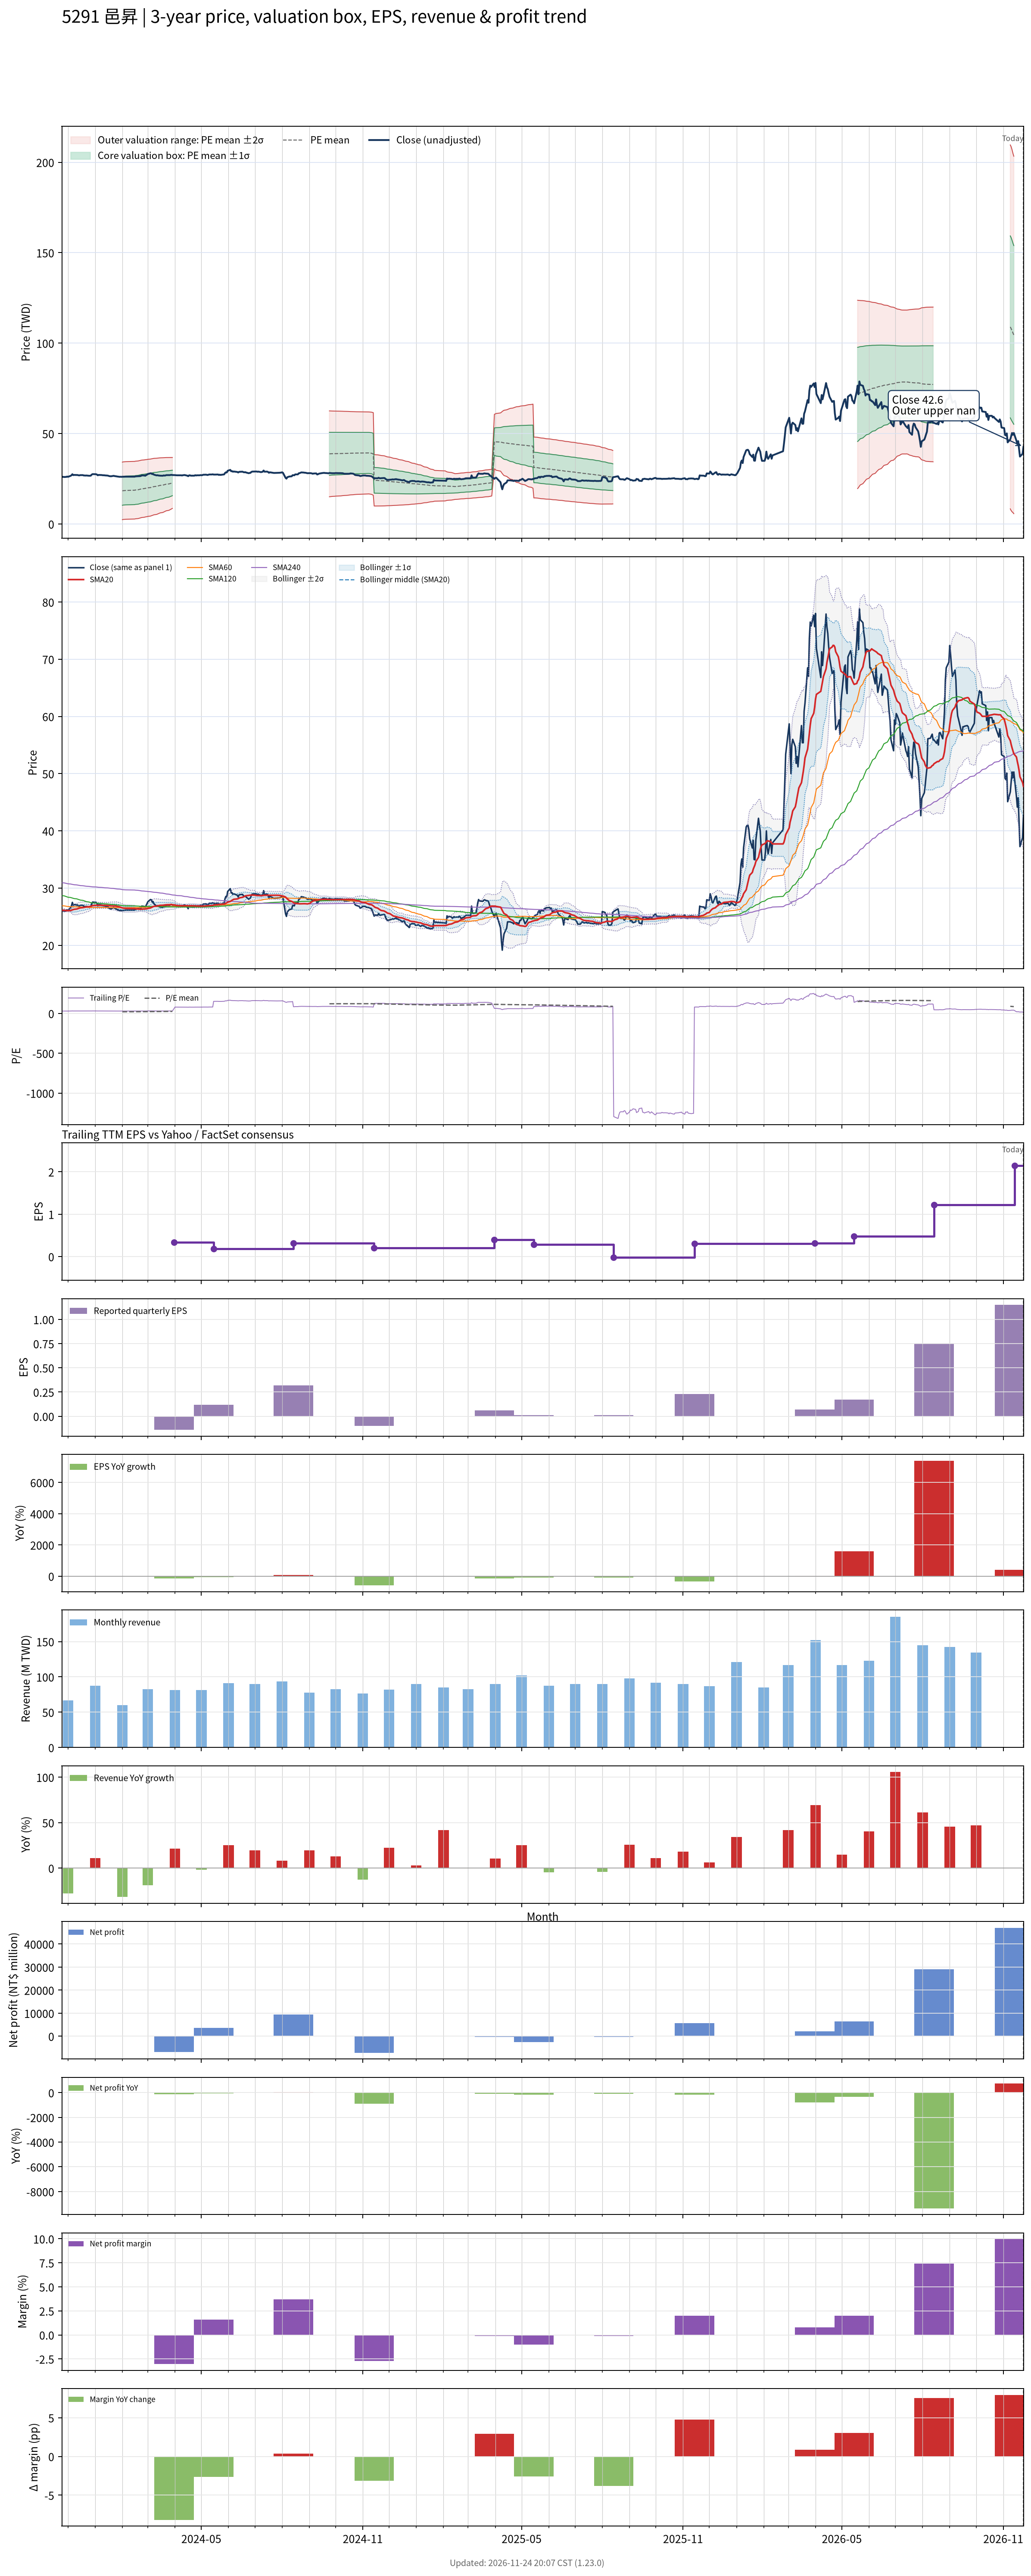 5291 邑昇 | 3-year price, valuation box, EPS, revenue & profit trend
Outer valuation range: PE mean ±2σ
Core valuation box: PE mean ±1σ
PE mean
Close (unadjusted)
Today
Price (TWD)
200
150
100
50
0
Close 42.6
Outer upper nan
Close (same as panel 1)
SMA20
SMA60
SMA120
SMA240
Bollinger ±2σ
Bollinger ±1σ
Bollinger middle (SMA20)
Price
80
70
60
50
40
30
20
Trailing P/E
P/E mean
P/E
0
-500
-1000
Trailing TTM EPS vs Yahoo / FactSet consensus
Today
EPS
2
1
0
Reported quarterly EPS
EPS
1.00
0.75
0.50
0.25
0.00
EPS YoY growth
YoY (%)
6000
4000
2000
0
Monthly revenue
Revenue (M TWD)
150
100
50
0
Revenue YoY growth
YoY (%)
100
50
0
Month
Net profit
Net profit (NT$ million)
40000
30000
20000
10000
0
Net profit YoY
YoY (%)
0
-2000
-4000
-6000
-8000
Net profit margin
Margin (%)
10.0
7.5
5.0
2.5
0.0
-2.5
Margin YoY change
Δ margin (pp)
5
0
-5
2024-05
2024-11
2025-05
2025-11
2026-05
2026-11
Updated: 2026-11-24 20:07 CST (1.23.0)